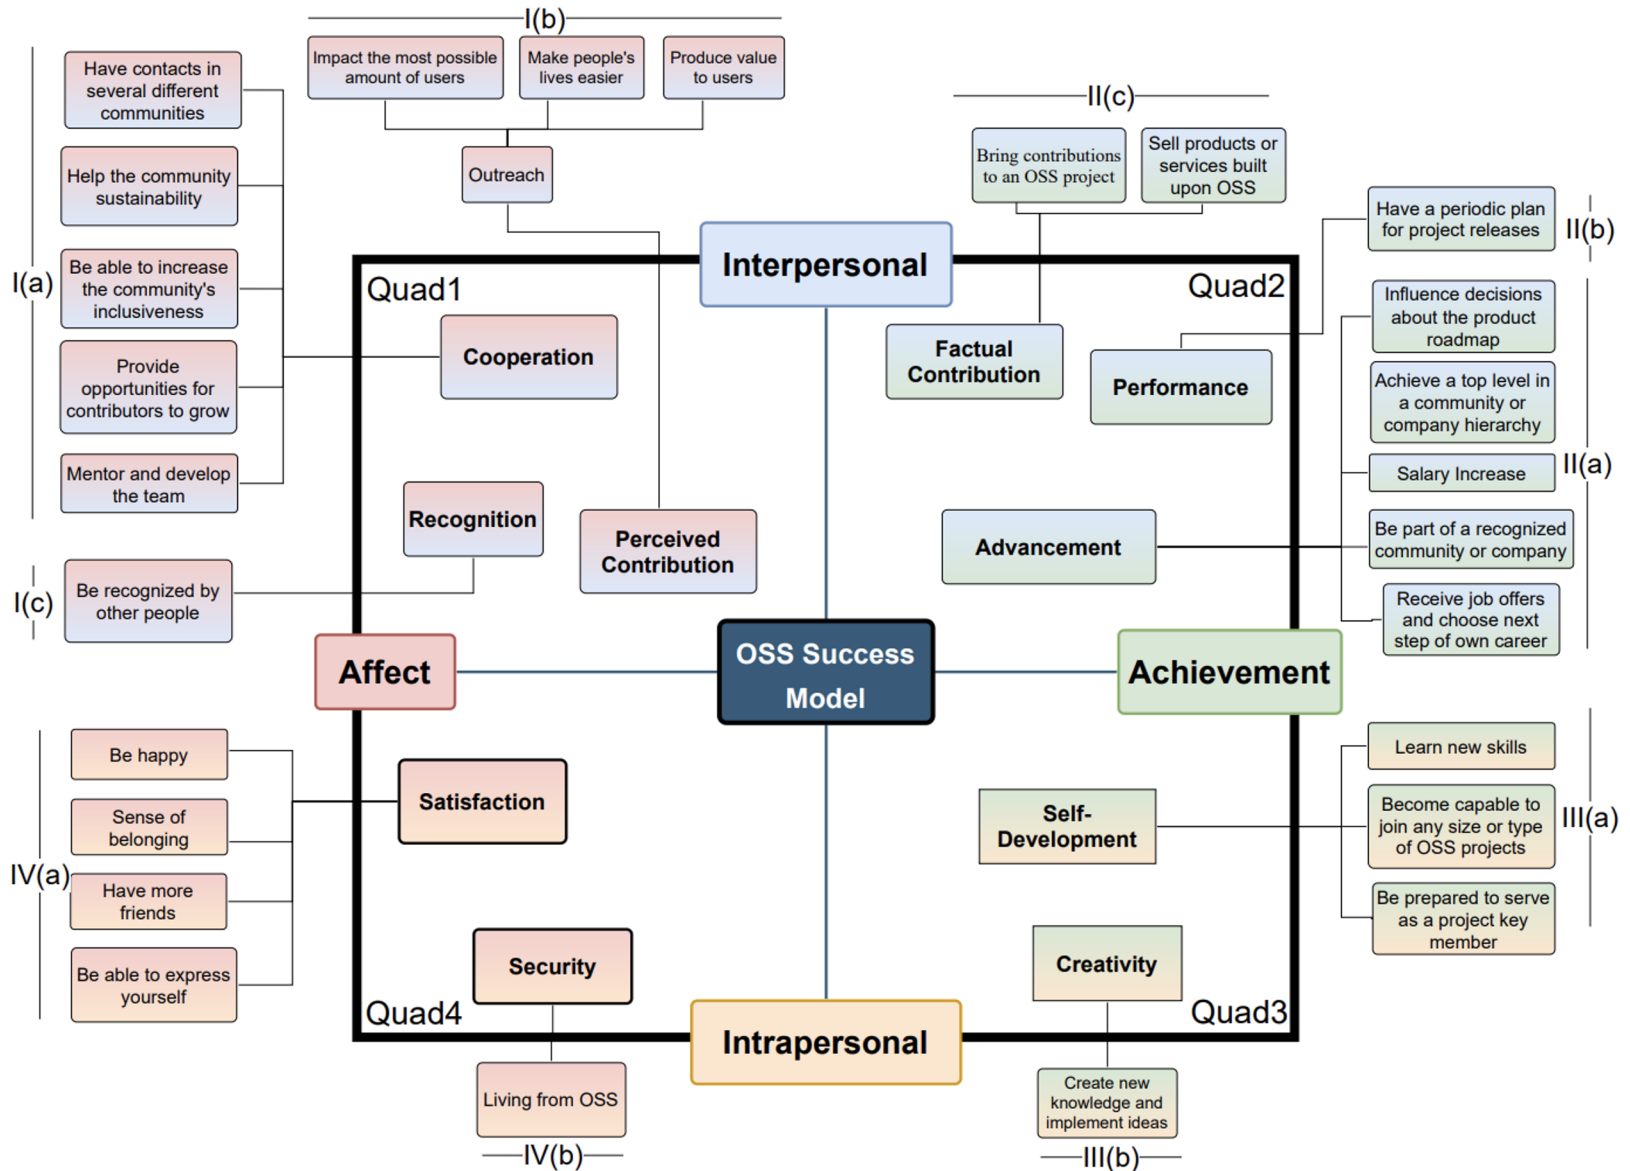 I(b)
Impact the most possible
amount of users
Make people's
lives easier
Produce value
to users
Outreach
I(a)
Have contacts in
several different
communities
Help the community
sustainability
Be able to increase
the community's
inclusiveness
Provide
opportunities for
contributors to grow
Mentor and develop
the team
I(c)
Be recognized by
other people
II(c)
Bring contributions
to an OSS project
Sell products or
services built
upon OSS
Have a periodic plan
for project releases
II(b)
Influence decisions
about the product
roadmap
Achieve a top level in
a community or
company hierarchy
Salary Increase
II(a)
Be part of a recognized
community or company
Receive job offers
and choose next
step of own career
Interpersonal
Quad1
Quad2
Cooperation
Factual
Contribution
Performance
Recognition
Perceived
Contribution
Advancement
Affect
OSS Success
Model
Achievement
Satisfaction
Self-
Development
Security
Creativity
Quad4
Quad3
Intrapersonal
IV(a)
Be happy
Sense of
belonging
Have more
friends
Be able to express
yourself
Learn new skills
Become capable to
join any size or type
of OSS projects
III(a)
Be prepared to serve
as a project key
member
Living from OSS
IV(b)
Create new
knowledge and
implement ideas
III(b)